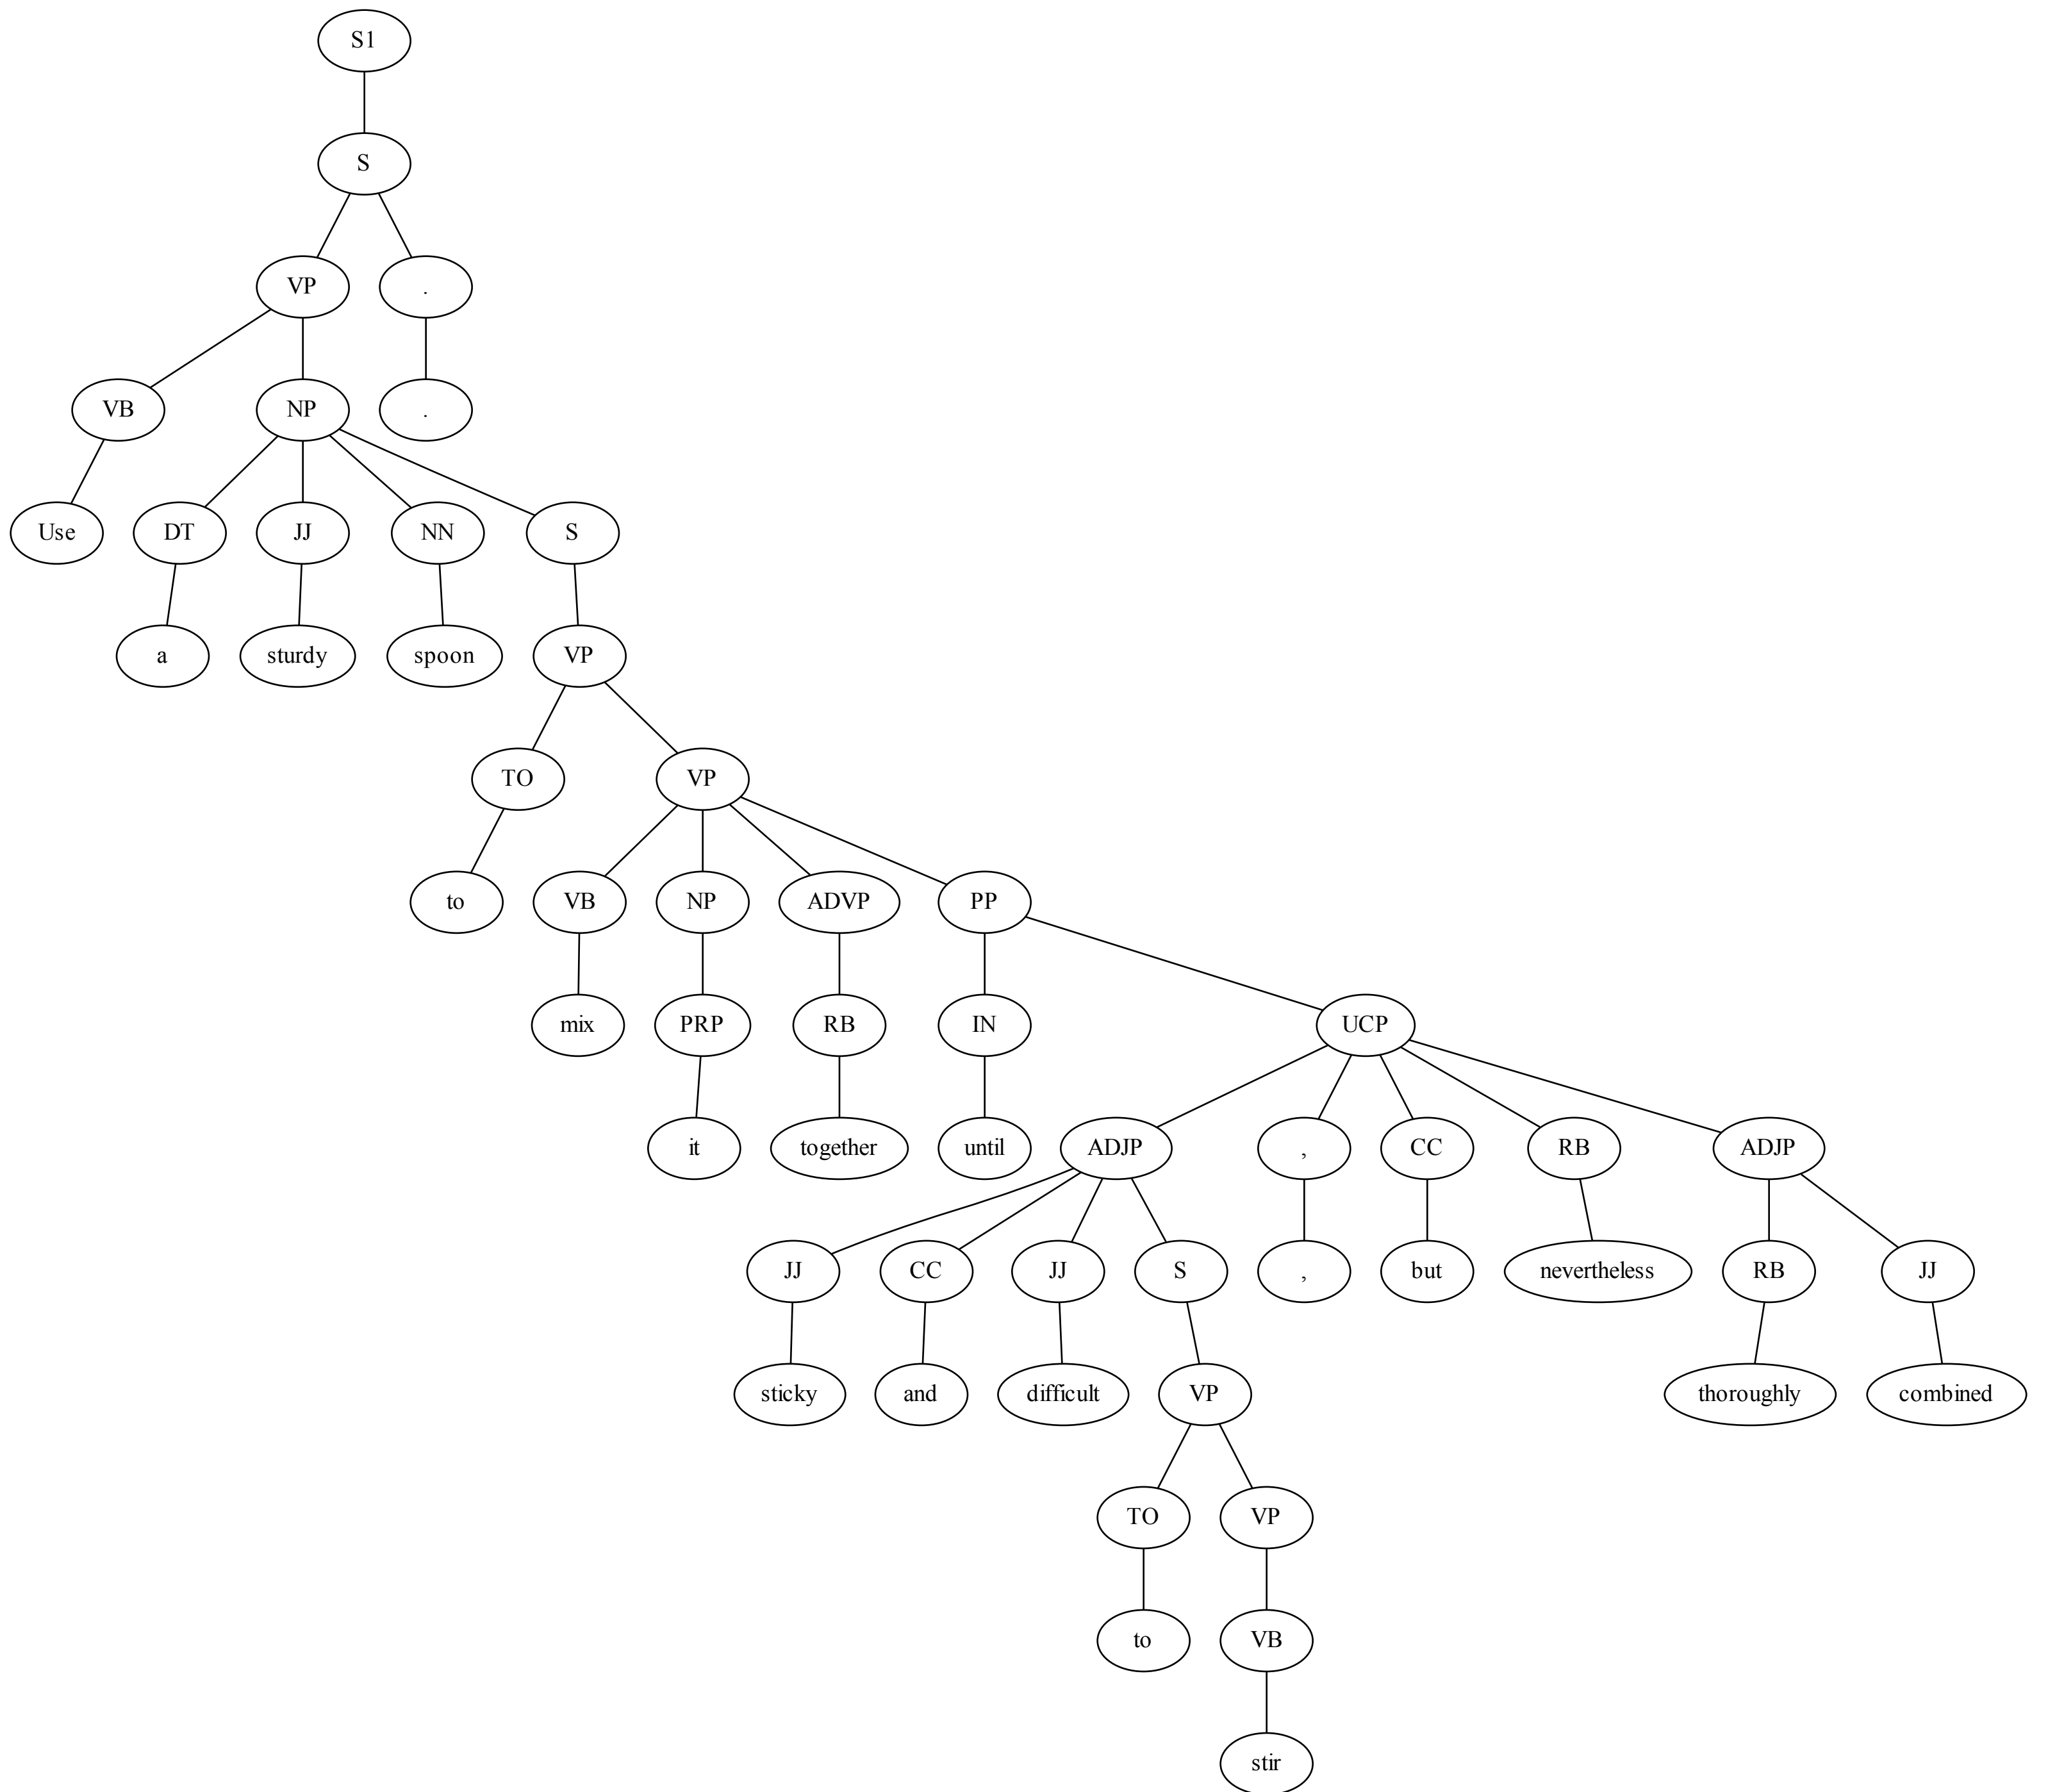 S1
S
VP .
VB NP .
Use DT JJ NN S
a sturdy spoon VP
TO VP
to VB NP ADVP PP
mix PRP RB IN UCP
it together until ADJP , CC RB ADJP
JJ CC JJ S , but nevertheless RB JJ
sticky and difficult VP thoroughly combined
TO VP
to VB
stir